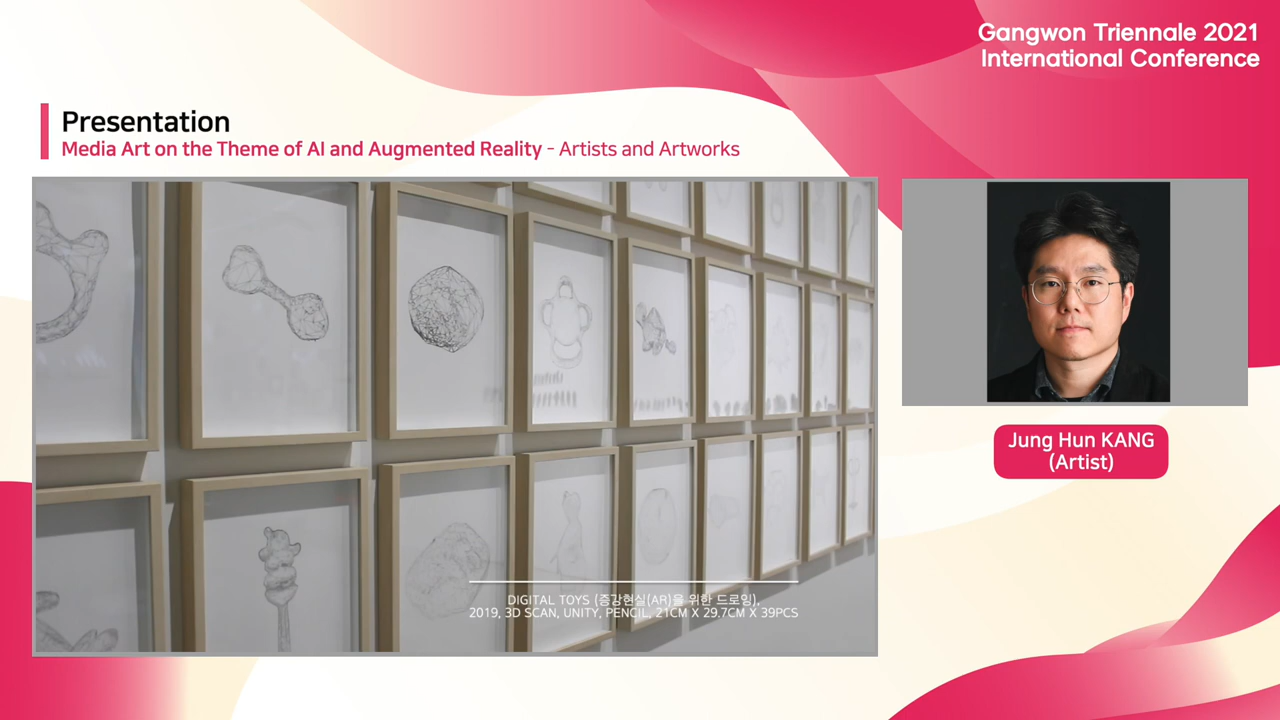 Gangwon Triennale 2021
International Conference
Presentation
Media Art on the Theme of AI and Augmented Reality - Artists and Artworks
DIGITAL TOYS (증강현실(AR)을 위한 드로잉),
2019, 3D SCAN, UNITY, PENCIL, 21CM X 29.7CM X 39PCS
Jung Hun KANG
(Artist)